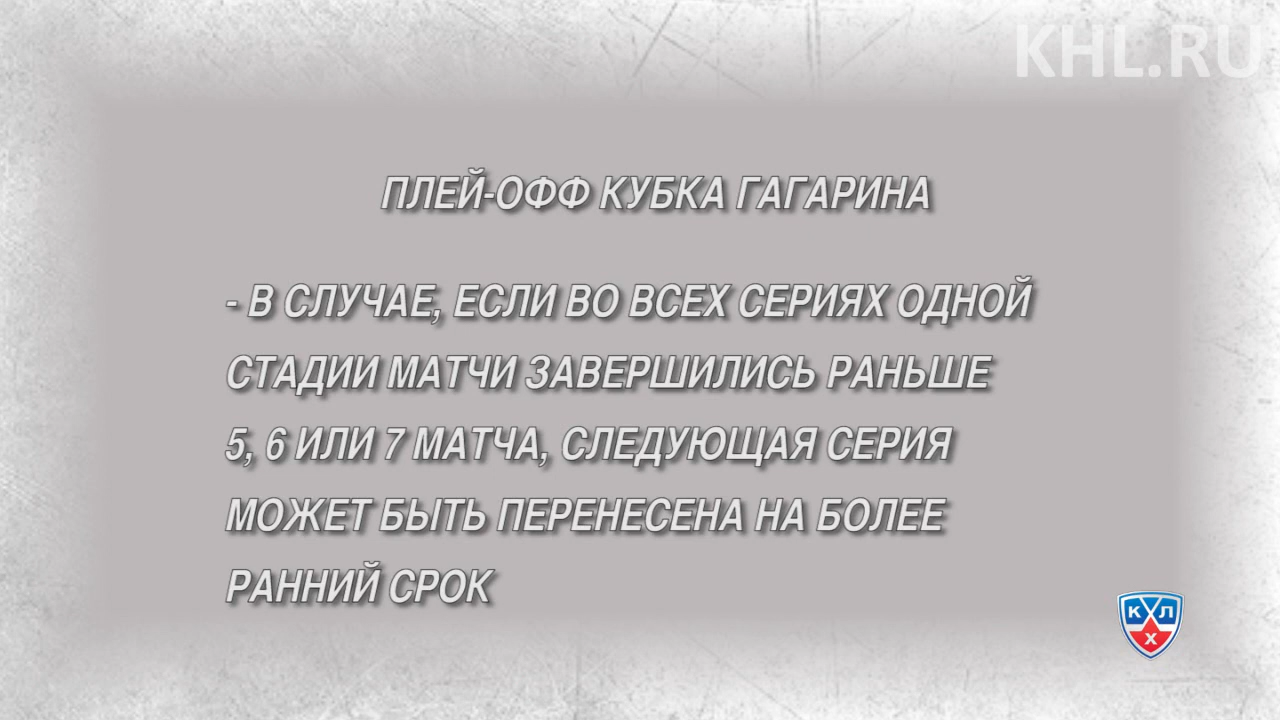 KHL.RU
ПЛЕЙ-ОФФ КУБКА ГАГАРИНА
- В СЛУЧАЕ, ЕСЛИ ВО ВСЕХ СЕРИЯХ ОДНОЙ
СТАДИИ МАТЧИ ЗАВЕРШИЛИСЬ РАНЬШЕ
5, 6 ИЛИ 7 МАТЧА, СЛЕДУЮЩАЯ СЕРИЯ
МОЖЕТ БЫТЬ ПЕРЕНЕСЕНА НА БОЛЕЕ
РАННИЙ СРОК
КХЛ
Х